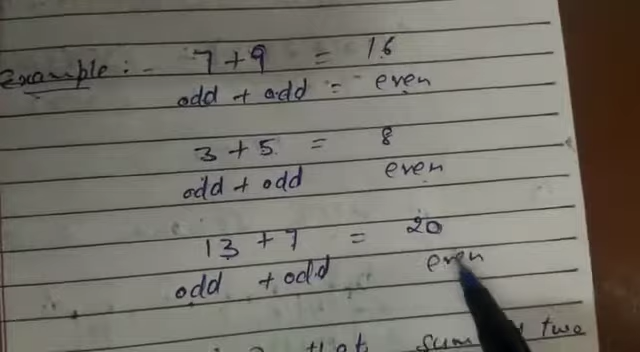 Example:- 7 + 9 = 16
odd + odd = even
3 + 5 = 8
odd + odd even
13 + 7 = 20
odd + odd even
that sum two